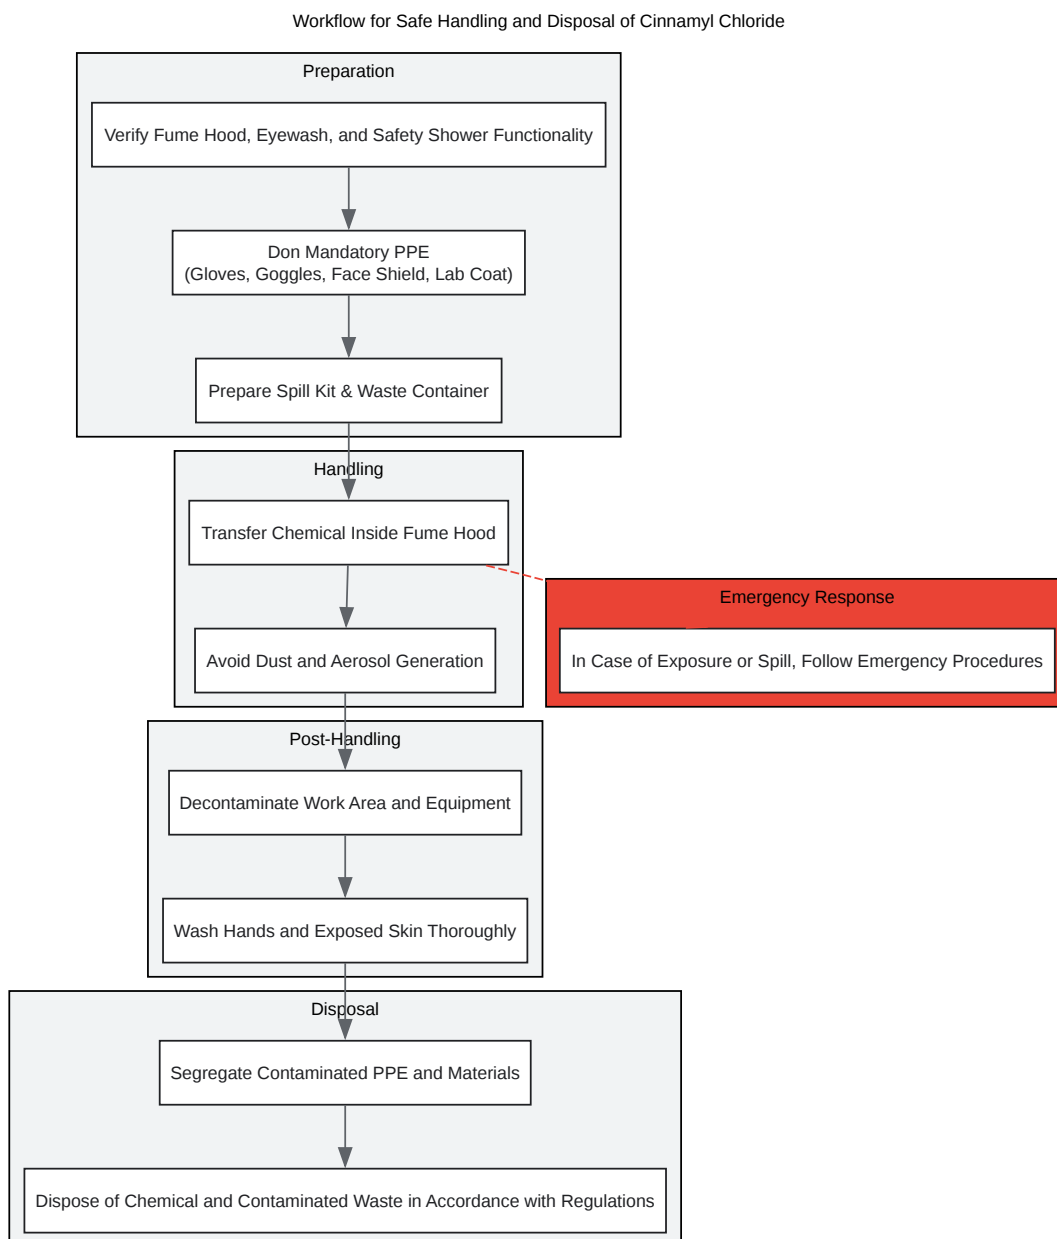 Workflow for Safe Handling and Disposal of Cinnamyl Chloride
Preparation
Verify Fume Hood, Eyewash, and Safety Shower Functionality
Don Mandatory PPE
(Gloves, Goggles, Face Shield, Lab Coat)
Prepare Spill Kit & Waste Container
Handling
Transfer Chemical Inside Fume Hood
Emergency Response
Avoid Dust and Aerosol Generation
In Case of Exposure or Spill, Follow Emergency Procedures
Post-Handling
Decontaminate Work Area and Equipment
Wash Hands and Exposed Skin Thoroughly
Disposal
Segregate Contaminated PPE and Materials
Dispose of Chemical and Contaminated Waste in Accordance with Regulations